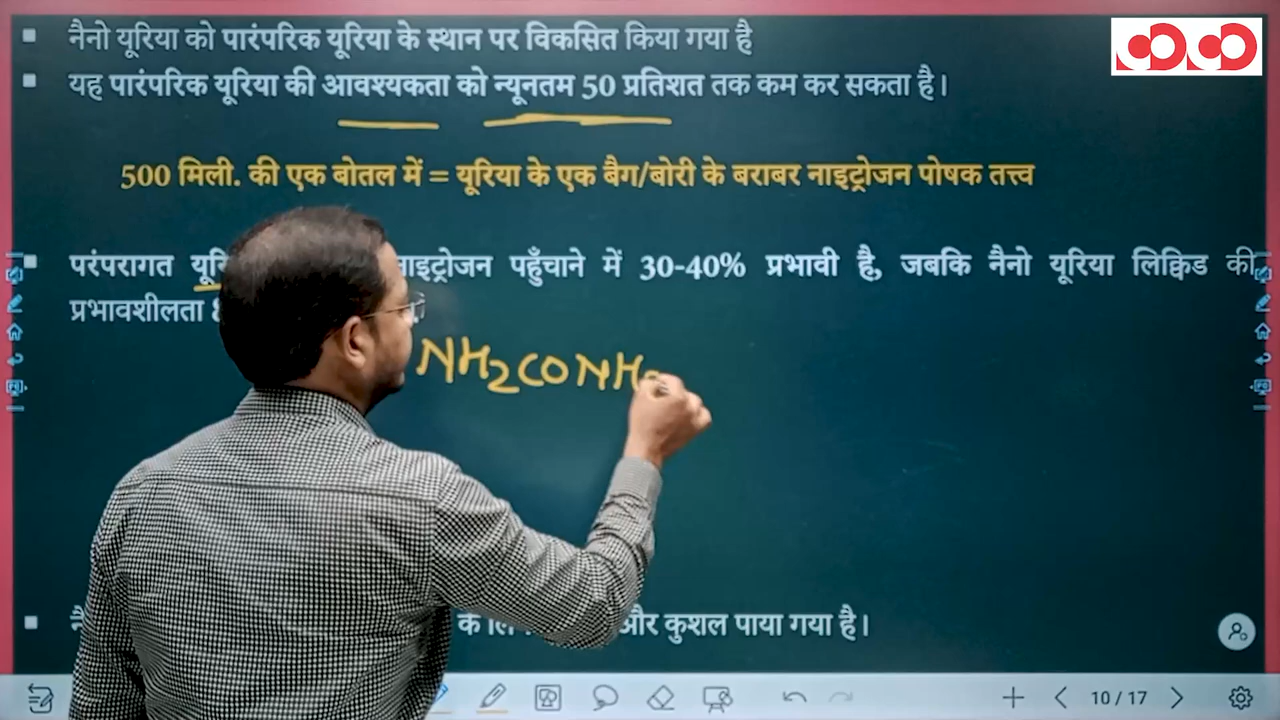 नैनो यूरिया को पारंपरिक यूरिया के स्थान पर विकसित किया गया है
यह पारंपरिक यूरिया की आवश्यकता को न्यूनतम 50 प्रतिशत तक कम कर सकता है।
500 मिली. की एक बोतल में = यूरिया के एक बैग/बोरी के बराबर नाइट्रोजन पोषक तत्त्व
परंपरागत नाइट्रोजन पहुँचाने में 30-40% प्रभावी है, जबकि नैनो यूरिया लिक्विड की
प्रभावशीलता
NH2CONH
और कुशल पाया गया है।
10 / 17